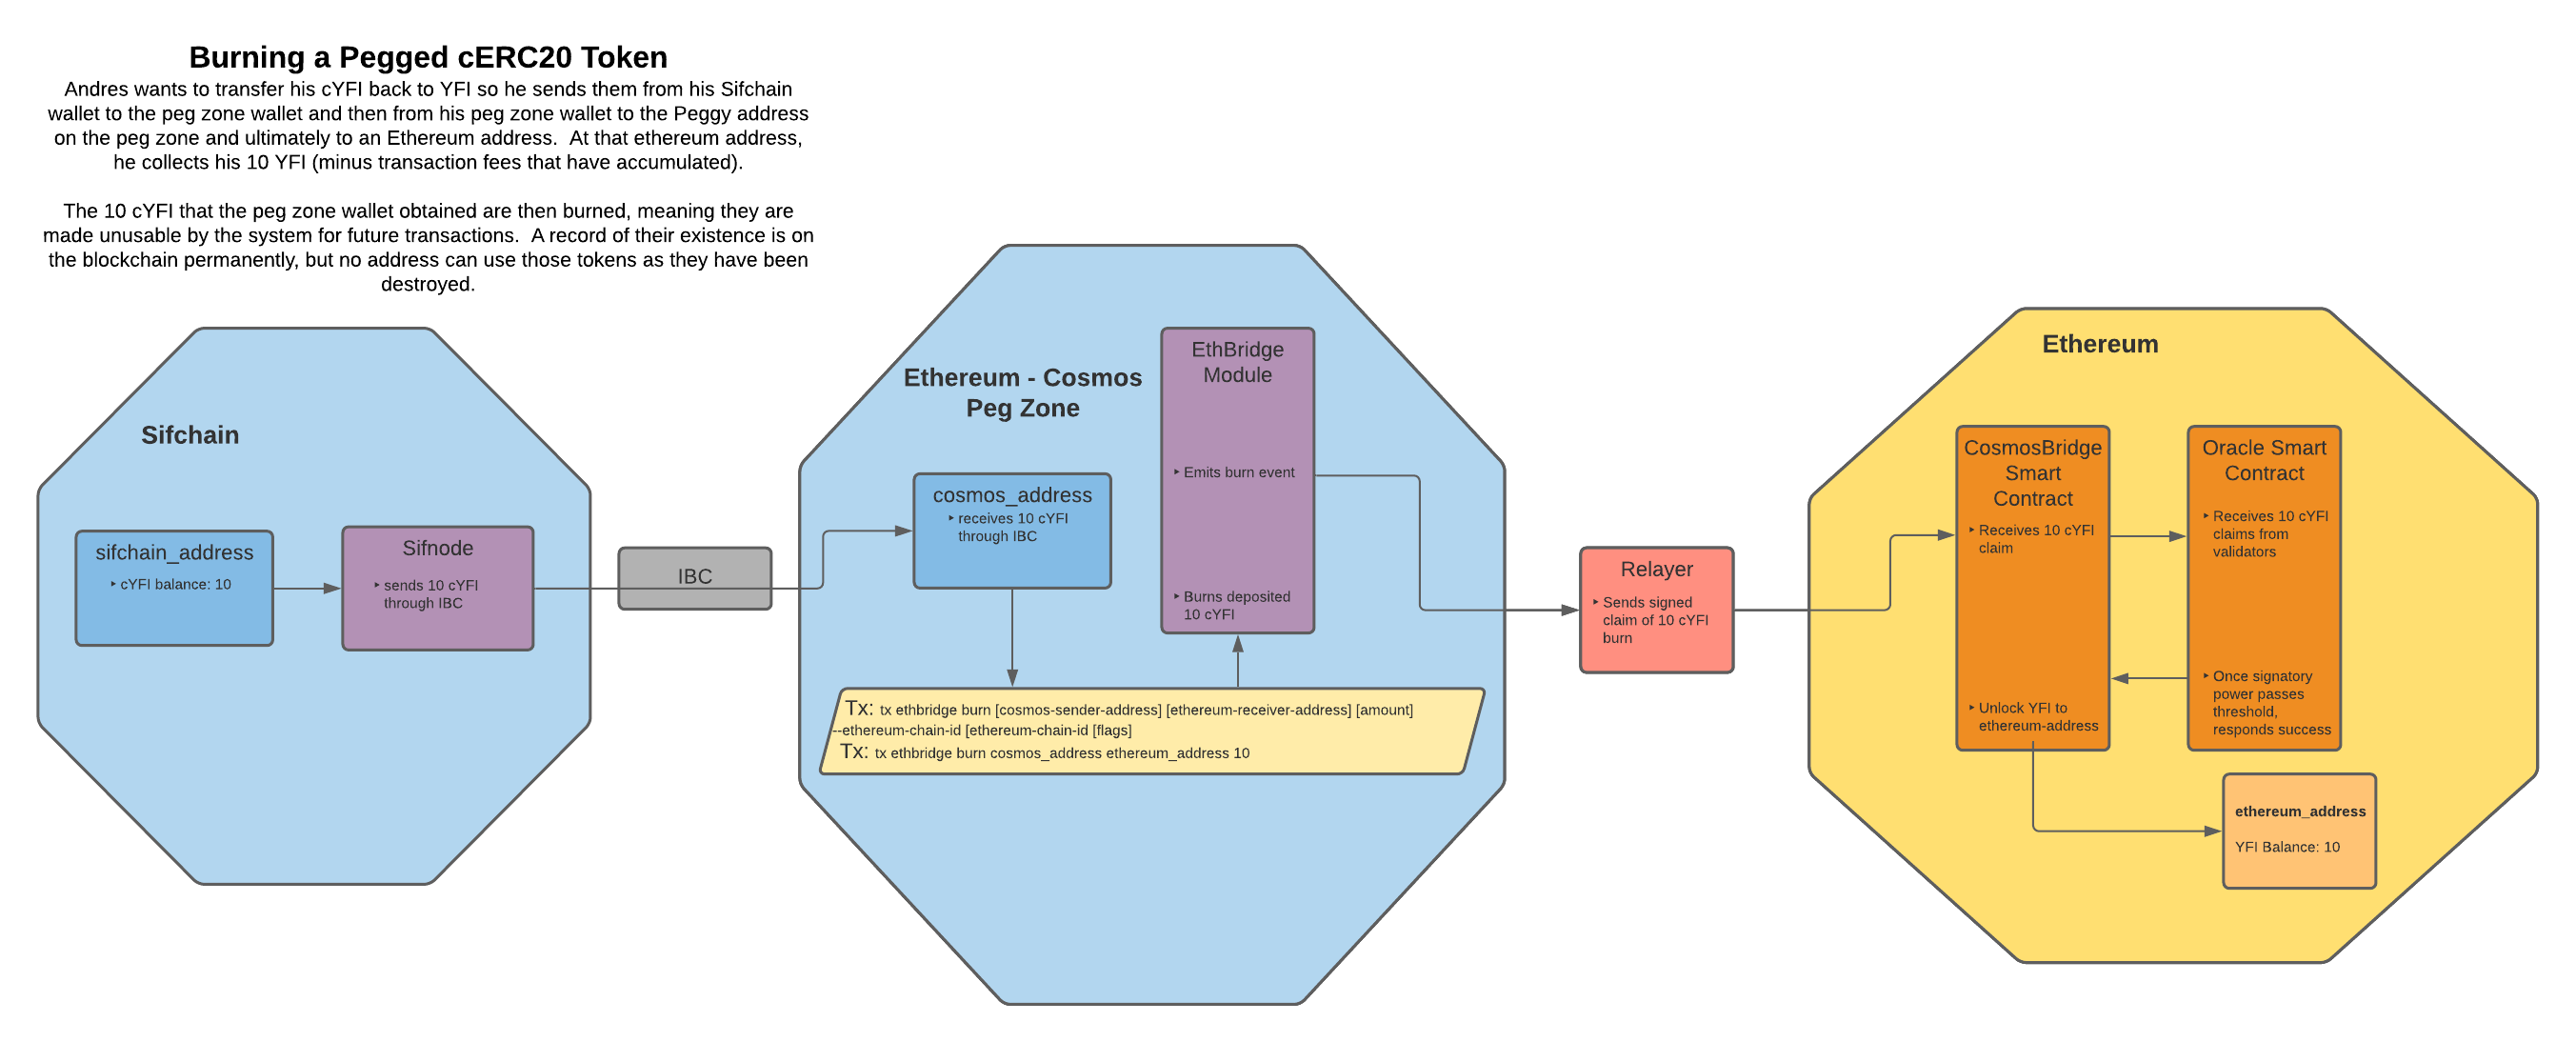 Burning a Pegged cERC20 Token
Andres wants to transfer his cYFI back to YFI so he sends them from his Sifchain
wallet to the peg zone wallet and then from his peg zone wallet to the Peggy address
on the peg zone and ultimately to an Ethereum address.  At that ethereum address,
he collects his 10 YFI (minus transaction fees that have accumulated).
The 10 cYFI that the peg zone wallet obtained are then burned, meaning they are
made unusable by the system for future transactions.  A record of their existence is on
the blockchain permanently, but no address can use those tokens as they have been
destroyed.
Sifchain
sifchain_address
‣ cYFI balance: 10
Sifnode
‣ sends 10 cYFI
through IBC
IBC
Ethereum - Cosmos
Peg Zone
cosmos_address
‣ receives 10 cYFI
through IBC
EthBridge
Module
‣ Emits burn event
‣ Burns deposited
10 cYFI
Tx: tx ethbridge burn [cosmos-sender-address] [ethereum-receiver-address] [amount]
--ethereum-chain-id [ethereum-chain-id [flags]
Tx: tx ethbridge burn cosmos_address ethereum_address 10
Relayer
‣ Sends signed
claim of 10 cYFI
burn
Ethereum
CosmosBridge
Smart
Contract
‣ Receives 10 cYFI
claim
‣ Unlock YFI to
ethereum-address
Oracle Smart
Contract
‣ Receives 10 cYFI
claims from
validators
‣ Once signatory
power passes
threshold,
responds success
ethereum_address
YFI Balance: 10